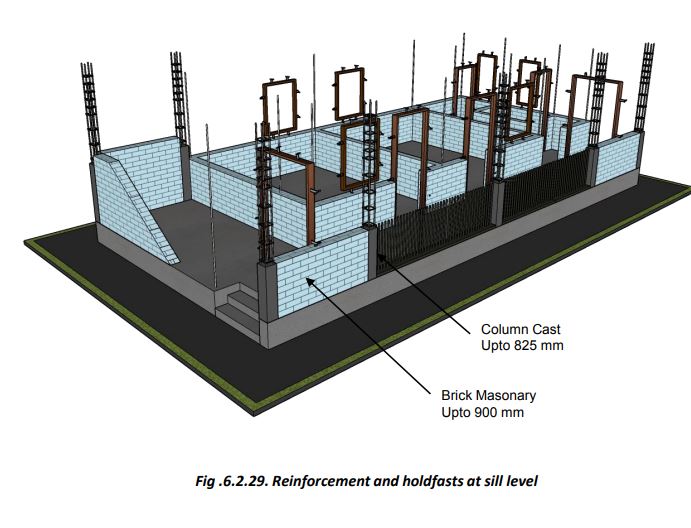 Column Cast
Upto 825 mm
Brick Masonary
Upto 900 mm
Fig .6.2.29. Reinforcement and holdfasts at sill level